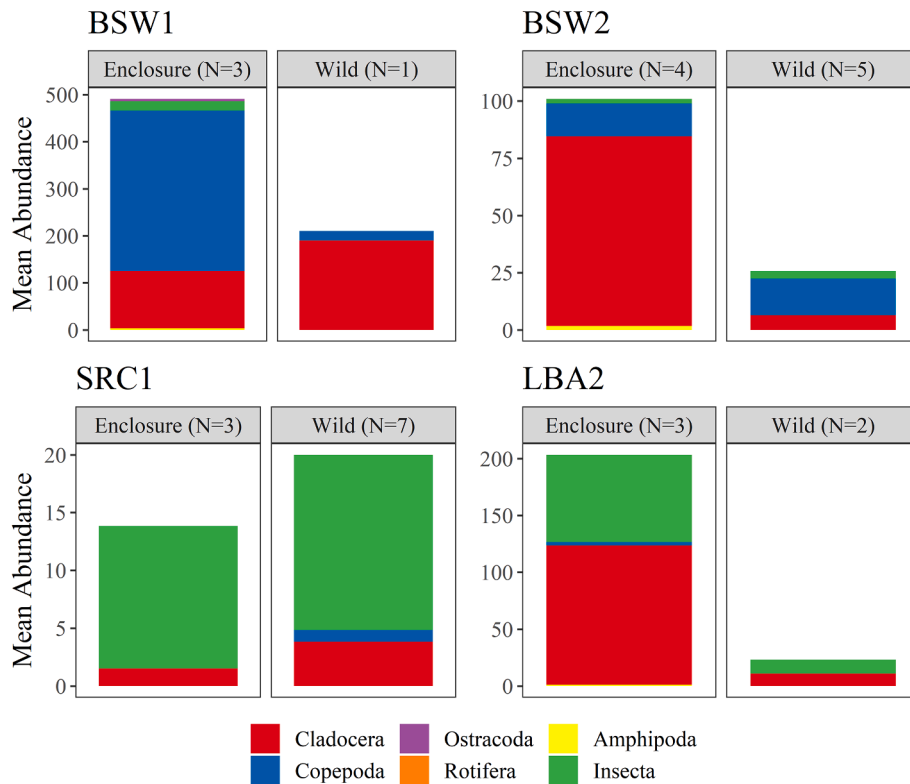 BSW1
BSW2
Enclosure (N=3)
Wild (N=1)
Enclosure (N=4)
Wild (N=5)
Mean Abundance
500
400
300
200
100
0
100
75
50
25
0
SRC1
LBA2
Enclosure (N=3)
Wild (N=7)
Enclosure (N=3)
Wild (N=2)
Mean Abundance
20
15
10
5
0
200
150
100
50
0
Cladocera
Ostracoda
Amphipoda
Copepoda
Rotifera
Insecta